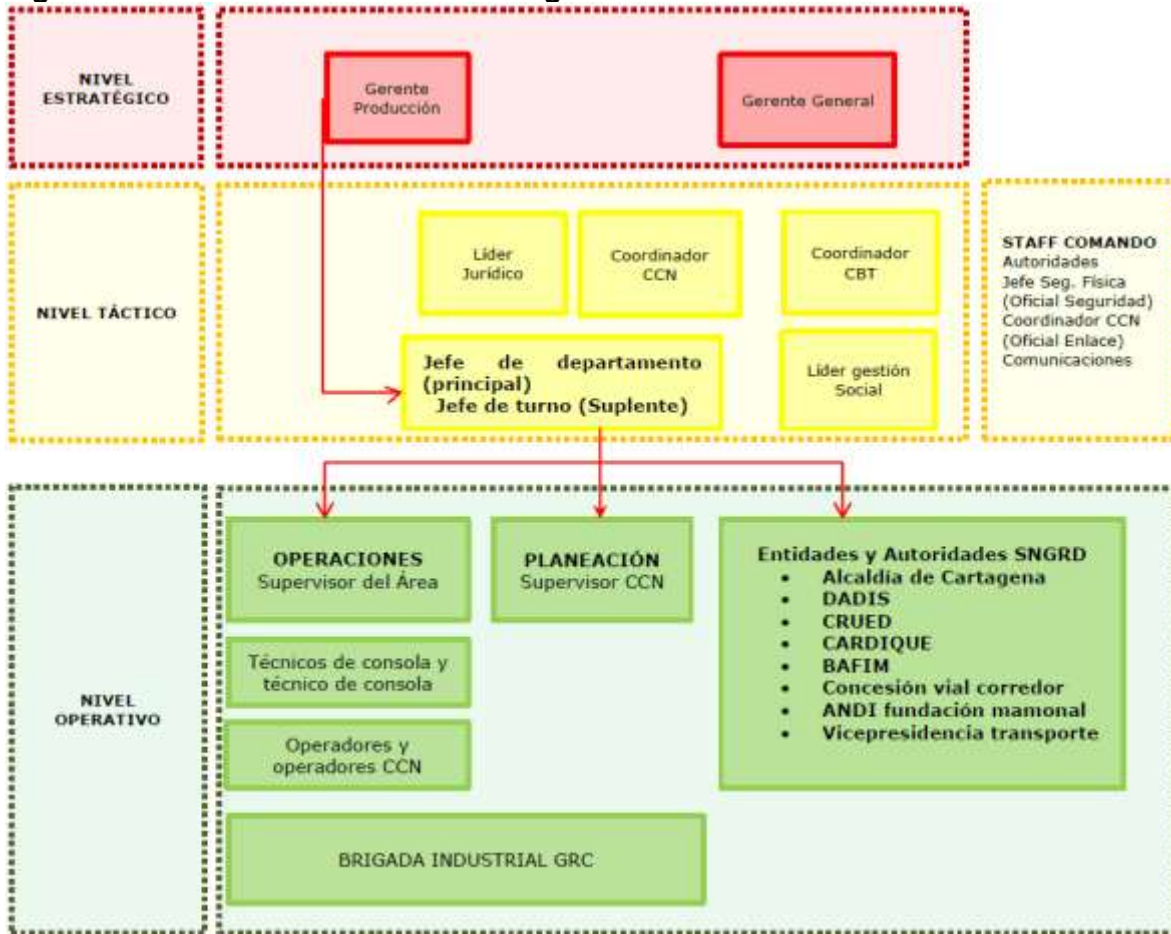 NIVEL
ESTRATÉGICO
Gerente
Producción
Gerente General
NIVEL TÁCTICO
Líder
Jurídico
Coordinador
CCN
Coordinador
CBT
Jefe de departamento
(principal)
Jefe de turno (Suplente)
Líder gestión
Social
STAFF COMANDO
Autoridades
Jefe Seg. Física
(Oficial Seguridad)
Coordinador CCN
(Oficial Enlace)
Comunicaciones
NIVEL
OPERATIVO
OPERACIONES
Supervisor del Área
PLANEACIÓN
Supervisor CCN
Entidades y Autoridades SNGRD
• Alcaldía de Cartagena
• DADIS
• CRUED
• CARDIQUE
• BAFIM
• Concesión vial corredor
• ANDI fundación mamonal
• Vicepresidencia transporte
Técnicos de consola y
técnico de consola
Operadores y
operadores CCN
BRIGADA INDUSTRIAL GRC